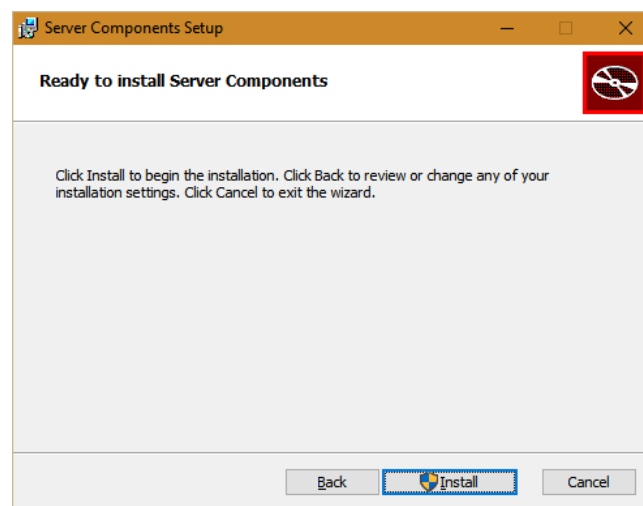 Server Components Setup
Ready to install Server Components
Click Install to begin the installation. Click Back to review or change any of your
installation settings. Click Cancel to exit the wizard.
Back
Install
Cancel